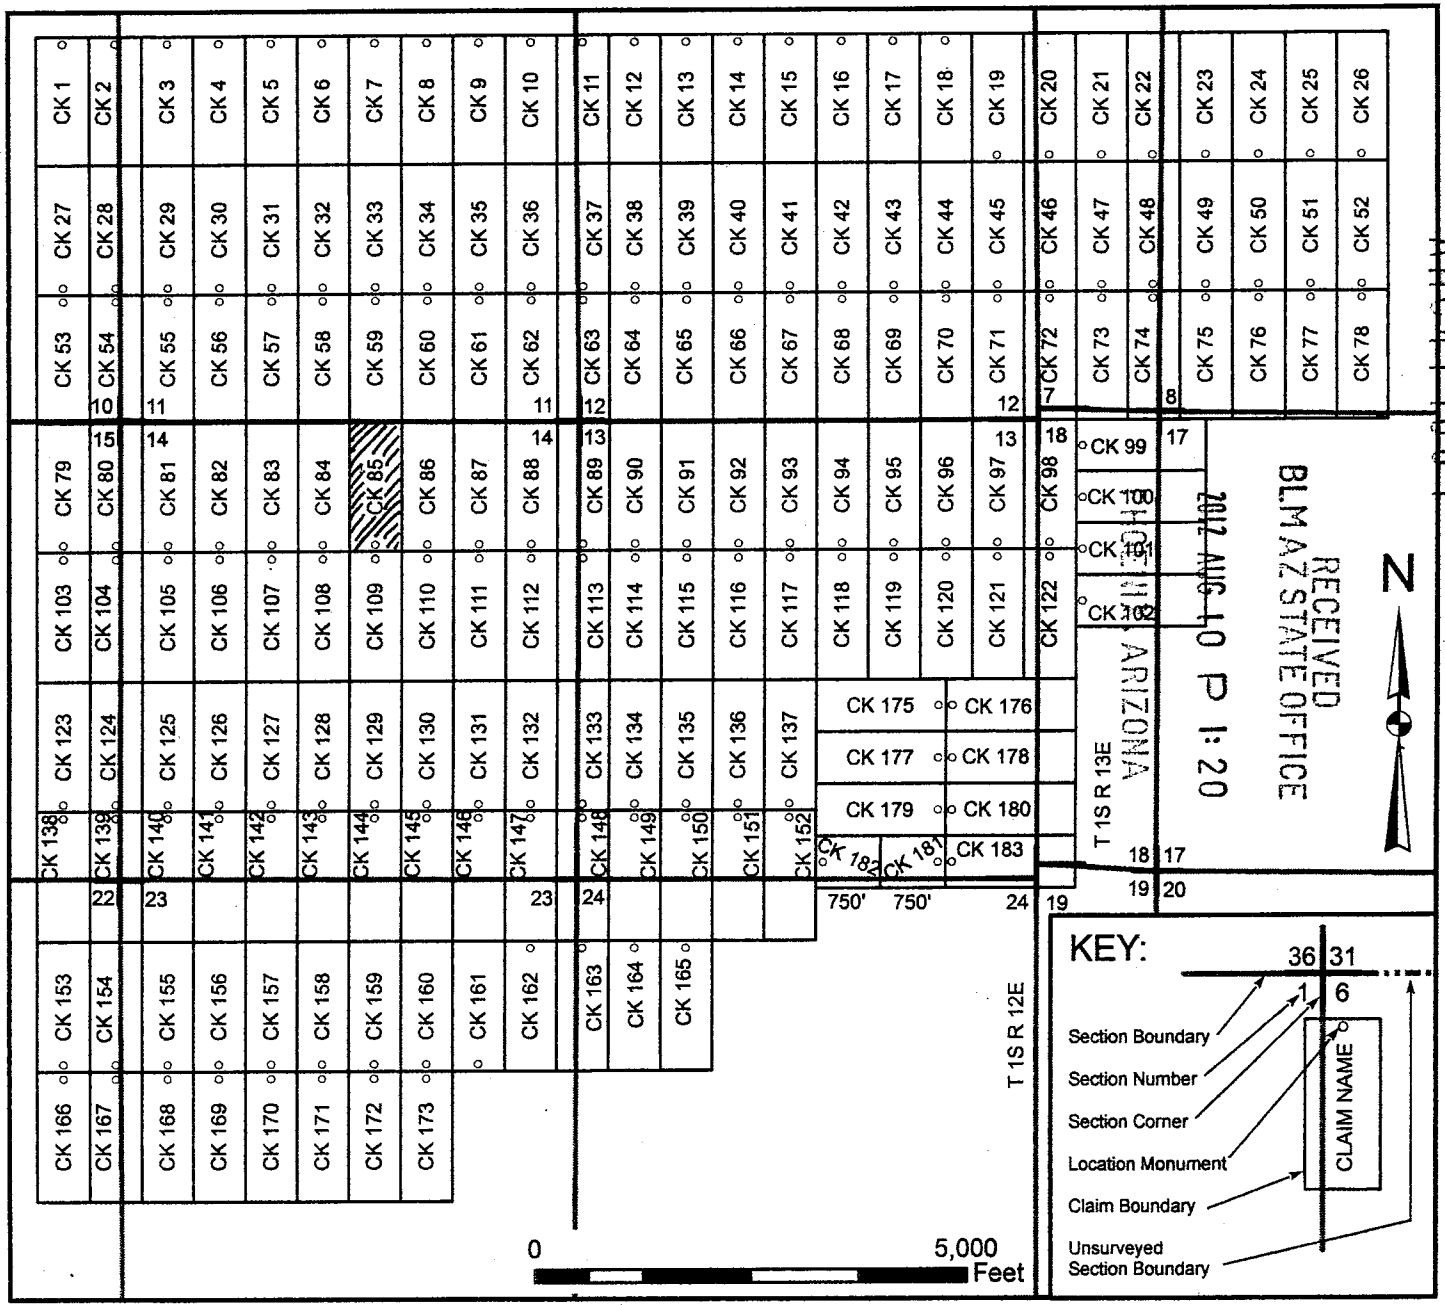 CK 1 CK 2 CK 3 CK 4 CK 5 CK 6 CK 7 CK 8 CK 9 CK 10 CK 11 CK 12 CK 13 CK 14 CK 15 CK 16 CK 17 CK 18 CK 19 CK 20 CK 21 CK 22 CK 23 CK 24 CK 25 CK 26
CK 27 CK 28 CK 29 CK 30 CK 31 CK 32 CK 33 CK 34 CK 35 CK 36 CK 37 CK 38 CK 39 CK 40 CK 41 CK 42 CK 43 CK 44 CK 45 CK 46 CK 47 CK 48 CK 49 CK 50 CK 51 CK 52
CK 53 CK 54 CK 55 CK 56 CK 57 CK 58 CK 59 CK 60 CK 61 CK 62 CK 63 CK 64 CK 65 CK 66 CK 67 CK 68 CK 69 CK 70 CK 71 CK 72 CK 73 CK 74 CK 75 CK 76 CK 77 CK 78
10 11 11 12 12 7 8
15 14 14 13 13 18 17
CK 79 CK 80 CK 81 CK 82 CK 83 CK 84 CK 85 CK 86 CK 87 CK 88 CK 89 CK 90 CK 91 CK 92 CK 93 CK 94 CK 95 CK 96 CK 97 CK 98
CK 99
CK 100
CK 101
CK 102
CK 103 CK 104 CK 105 CK 106 CK 107 CK 108 CK 109 CK 110 CK 111 CK 112 CK 113 CK 114 CK 115 CK 116 CK 117 CK 118 CK 119 CK 120 CK 121 CK 122
RECEIVED
BLM AZ STATE OFFICE
2012 AUG 10 P 1:20
PHOENIX, ARIZONA
N
CK 123 CK 124 CK 125 CK 126 CK 127 CK 128 CK 129 CK 130 CK 131 CK 132 CK 133 CK 134 CK 135 CK 136 CK 137
CK 175 CK 176
CK 177 CK 178
CK 179 CK 180
CK 182 CK 181 CK 183
T 1S R 13E
CK 138 CK 139 CK 140 CK 141 CK 142 CK 143 CK 144 CK 145 CK 146 CK 147 CK 148 CK 149 CK 150 CK 151 CK 152
18 17
22 23 23 24 750' 750' 24 19 19 20
CK 153 CK 154 CK 155 CK 156 CK 157 CK 158 CK 159 CK 160 CK 161 CK 162 CK 163 CK 164 CK 165
T 1S R 12E
CK 166 CK 167 CK 168 CK 169 CK 170 CK 171 CK 172 CK 173
0 5,000
Feet
KEY:
36 31
1 6
Section Boundary
Section Number
Section Corner
Location Monument
Claim Boundary
Unsurveyed
Section Boundary
CLAIM NAME